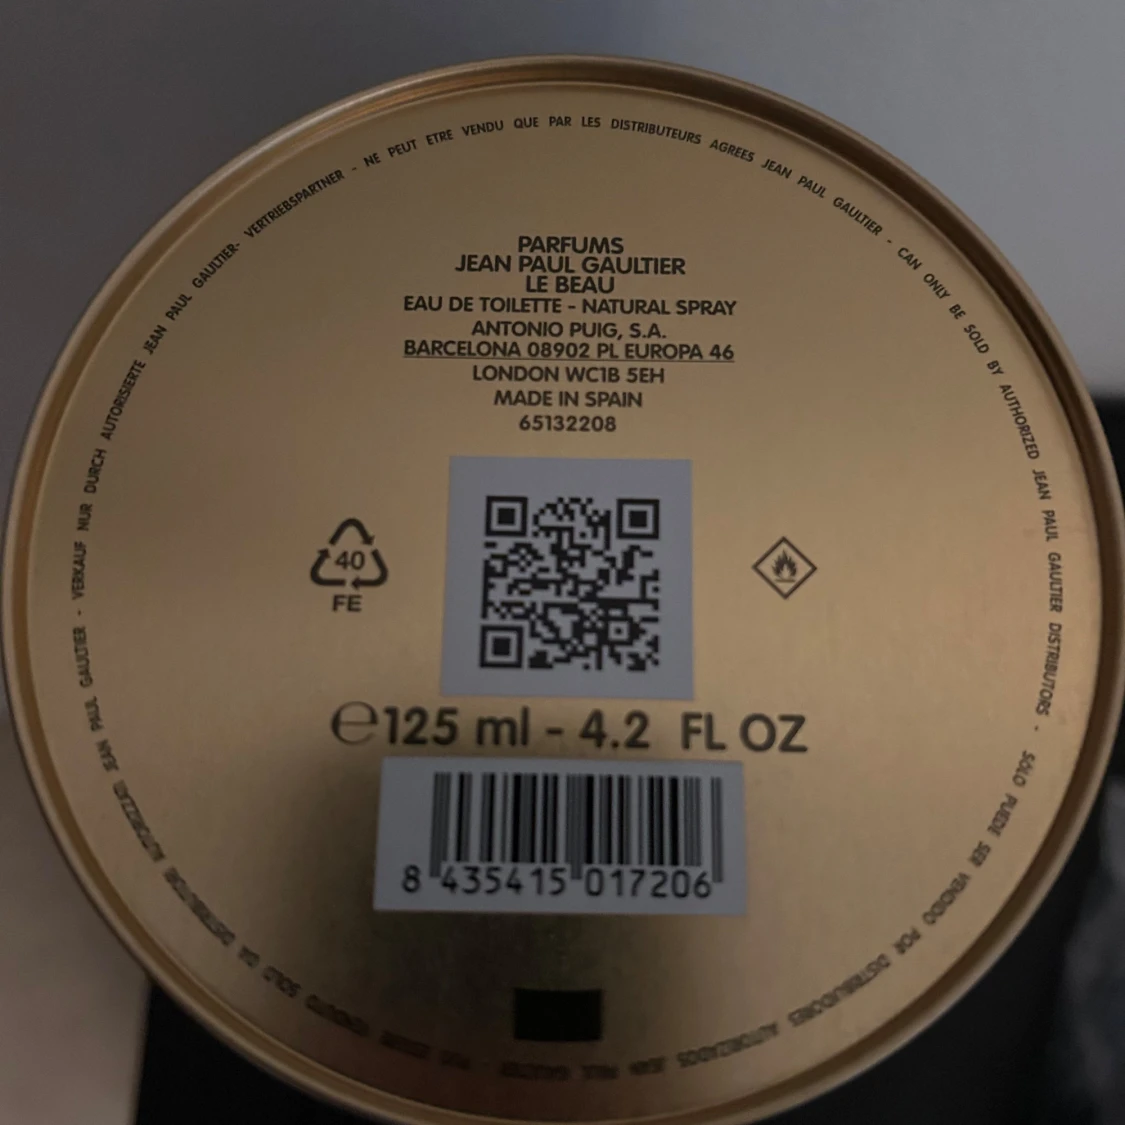 NE PEUT ETRE VENDU QUE PAR LES DISTRIBUTEURS AGREES JEAN PAUL GAULTIER - CAN ONLY BE SOLD BY AUTHORIZED JEAN PAUL GAULTIER DISTRIBUTORS - SOLO PUEDE SER VENDIDO POR DISTRIBUIDORES AUTORIZADOS JEAN PAUL GAULTIER - SOLO DA DISTRIBUTORI AUTORIZZATI JEAN PAUL GAULTIER - VERKAUF NUR DURCH AUTORISIERTE JEAN PAUL GAULTIER- VERTRIEBSPARTNER -
PARFUMS
JEAN PAUL GAULTIER
LE BEAU
EAU DE TOILETTE - NATURAL SPRAY
ANTONIO PUIG, S.A.
BARCELONA 08902 PL EUROPA 46
LONDON WC1B 5EH
MADE IN SPAIN
65132208
40
FE
℮125 ml - 4.2 FL OZ
8 435415 017206